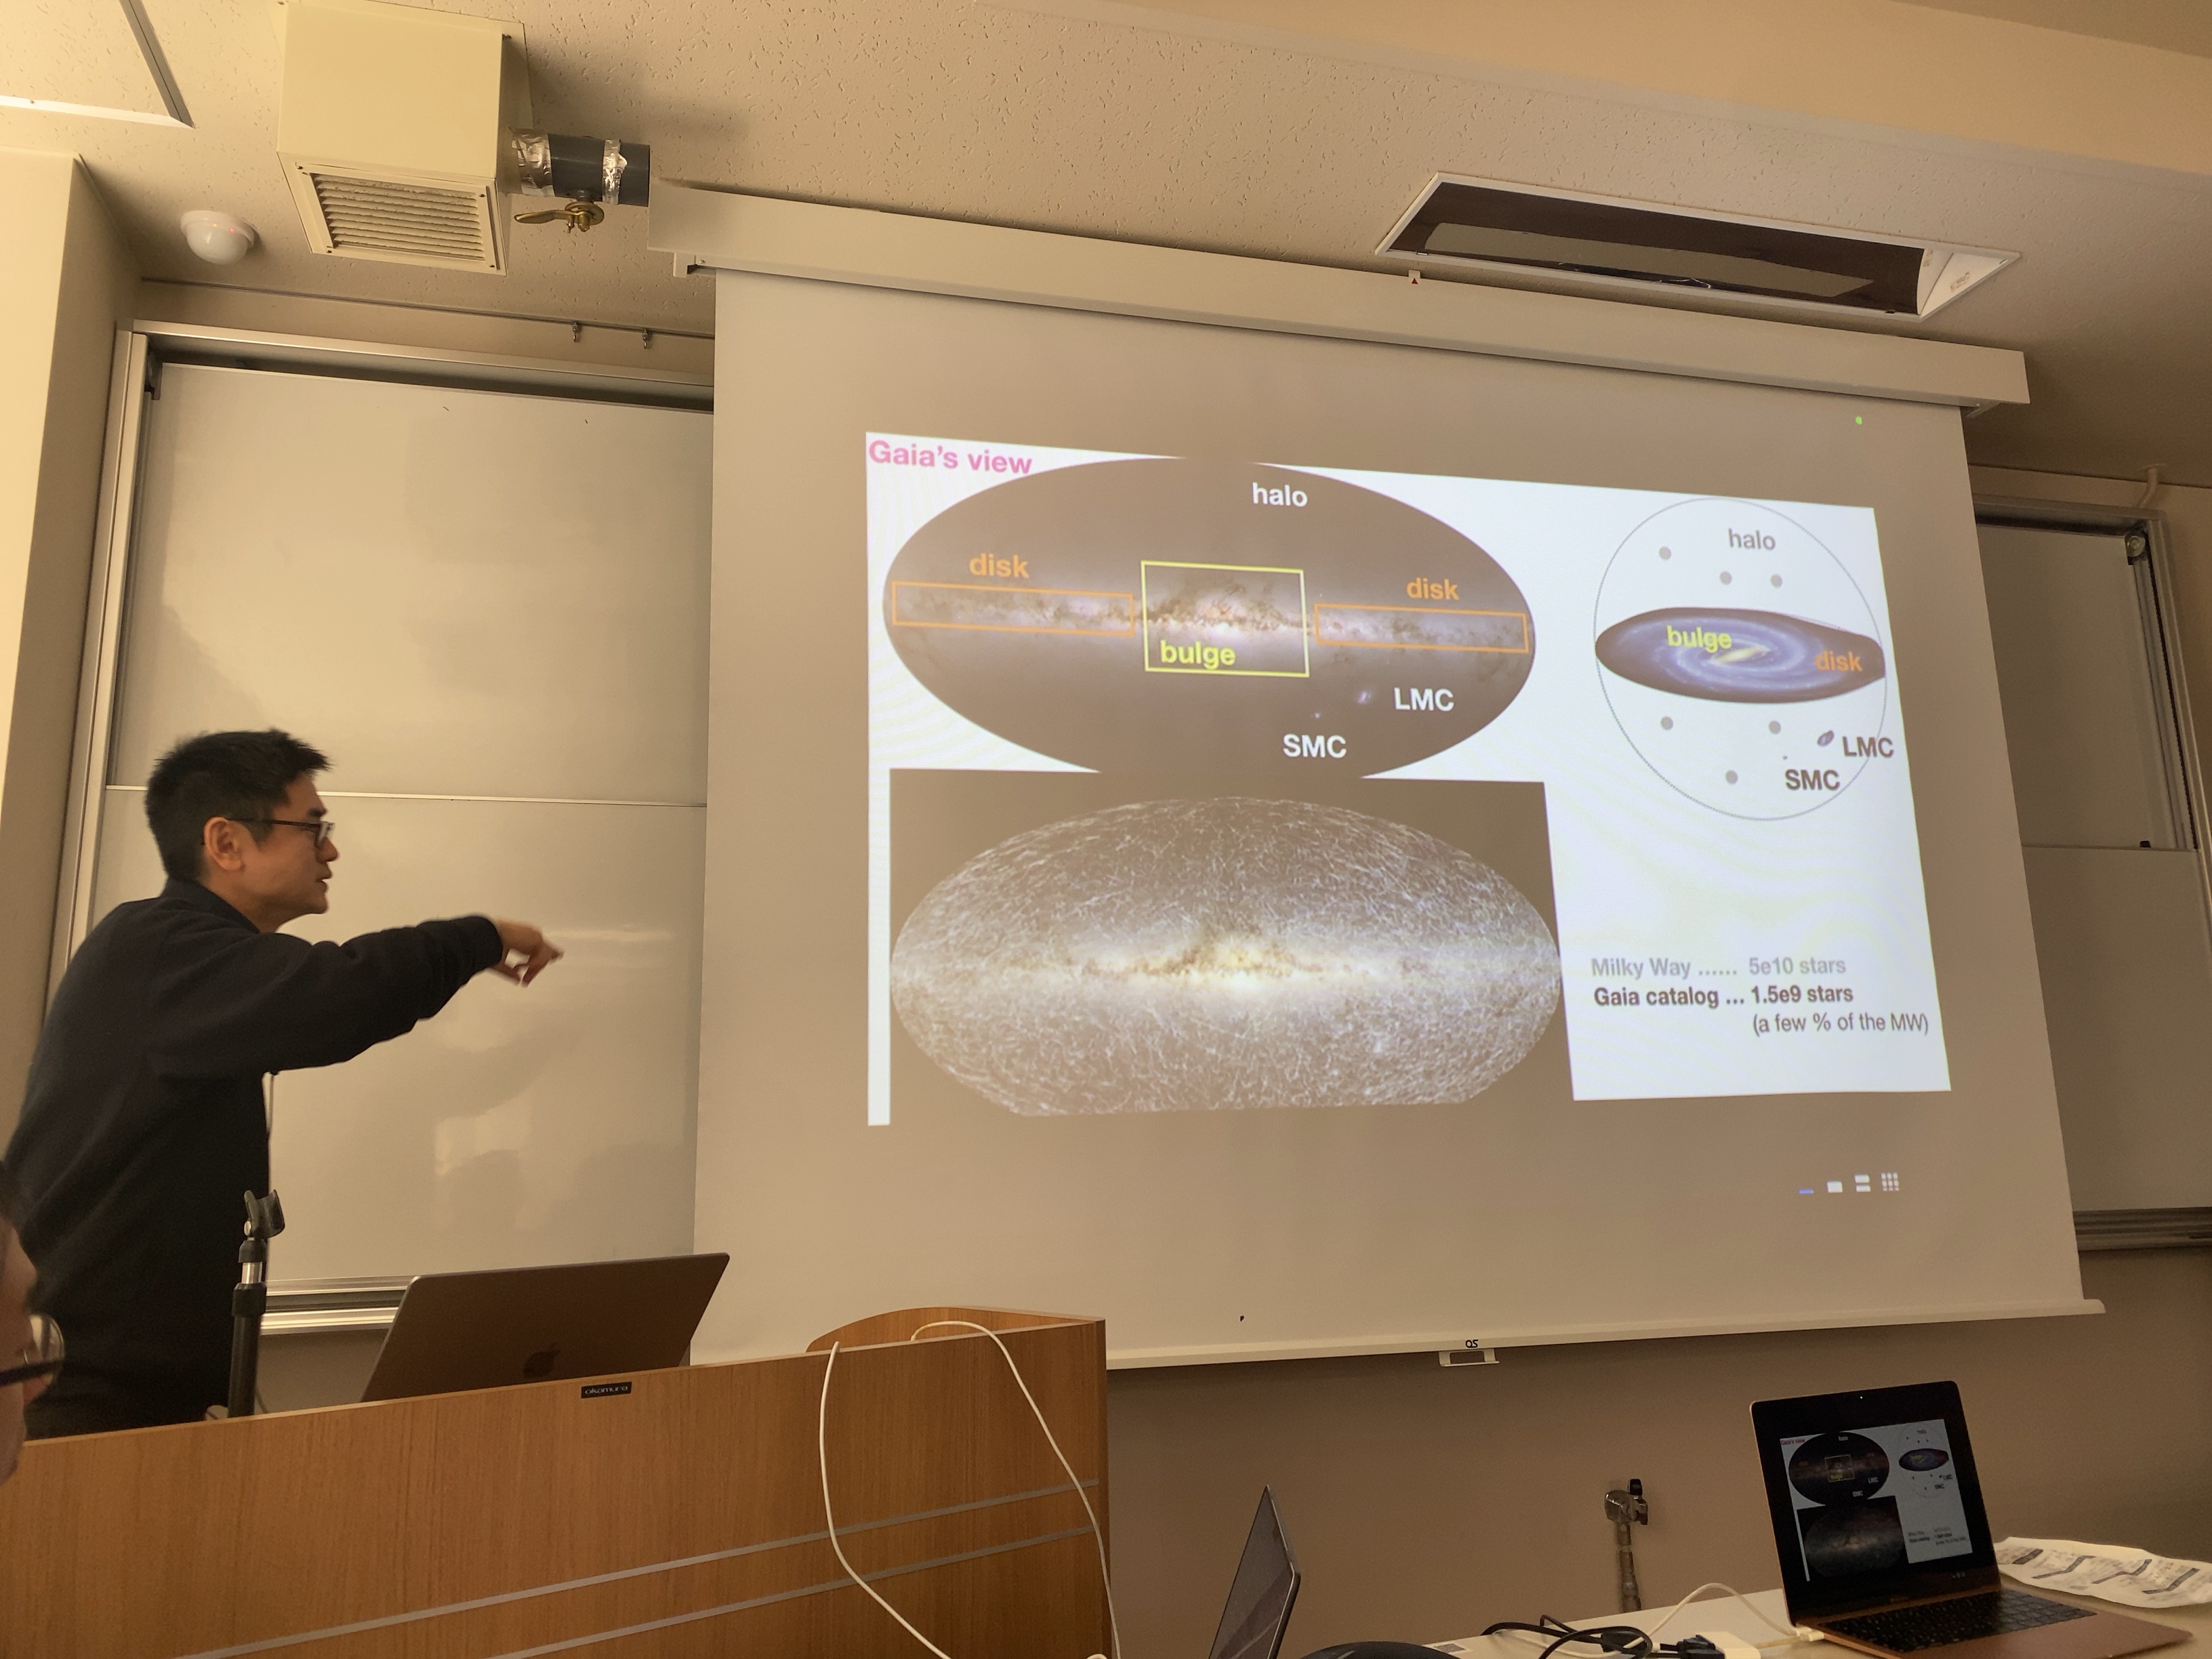 Gaia's view
halo
disk
disk
bulge
LMC
SMC
halo
bulge
disk
LMC
SMC
Milky Way ...... 5e10 stars
Gaia catalog ... 1.5e9 stars
(a few % of the MW)
OS
okamura